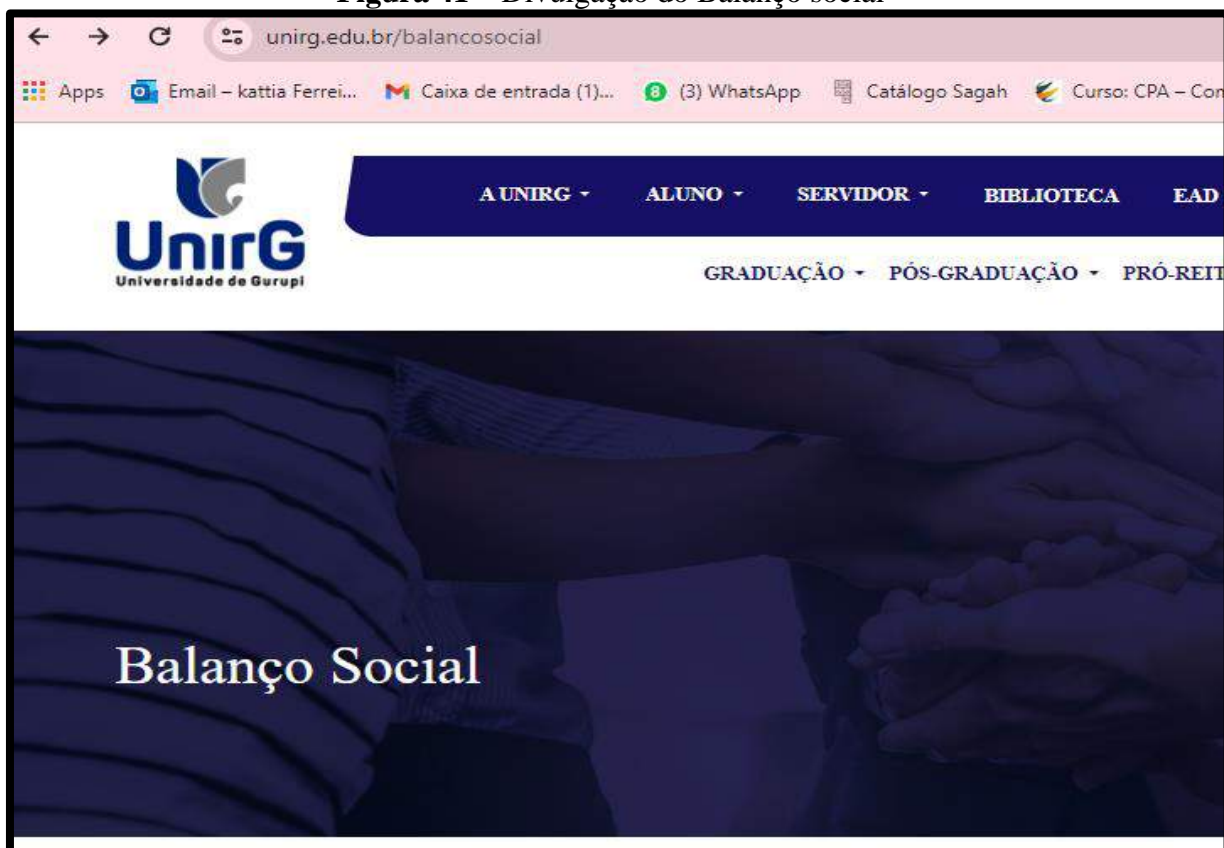 Figura 41 – Divulgação do Balanço social
unirg.edu.br/balancosocial
Apps Email – kattia Ferrei... Caixa de entrada (1)... (3) WhatsApp Catálogo Sagah Curso: CPA – Con
A UNIRG ALUNO SERVIDOR BIBLIOTECA EAD
UnirG
Universidade de Gurupi
GRADUAÇÃO PÓS-GRADUAÇÃO PRÓ-REIT
Balanço Social